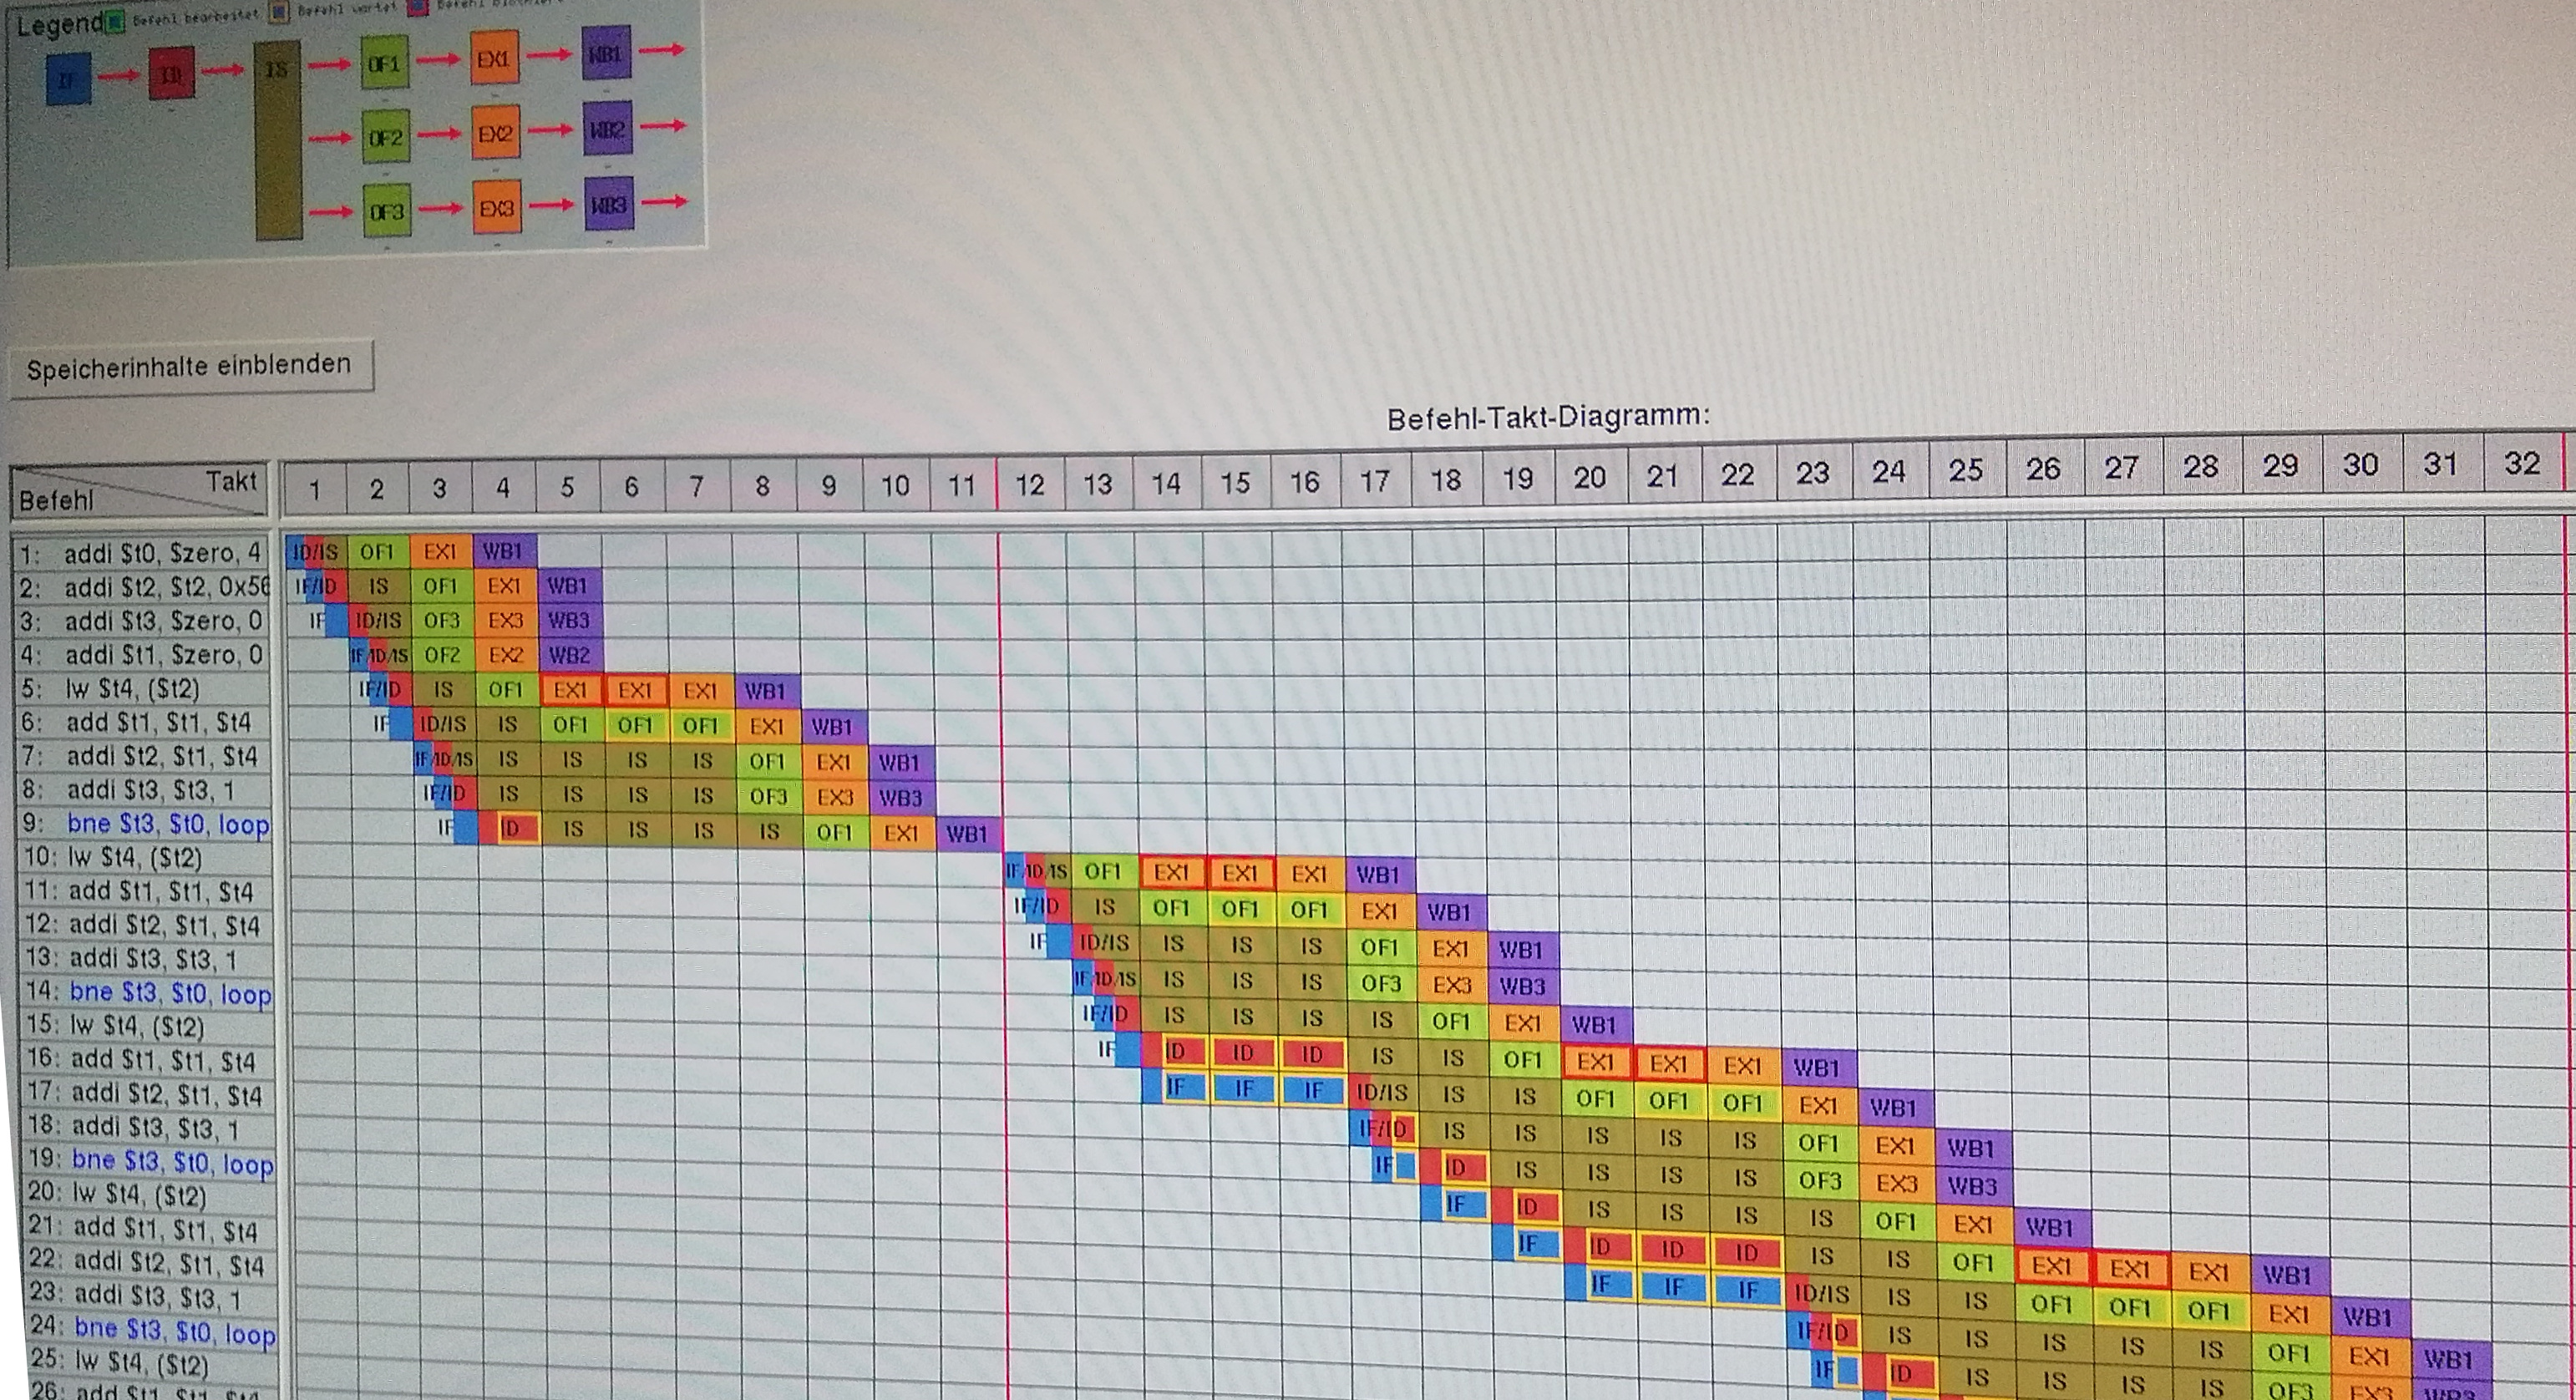 Legend Befehl bearbeitet Befehl wartet
IF ID IS OF1 EX1 WB1
OF2 EX2 WB2
OF3 EX3 WB3
Speicherinhalte einblenden
Befehl-Takt-Diagramm:
Befehl Takt 1 2 3 4 5 6 7 8 9 10 11 12 13 14 15 16 17 18 19 20 21 22 23 24 25 26 27 28 29 30 31 32
1: addi $t0, $zero, 4 ID/IS OF1 EX1 WB1
2: addi $t2, $t2, 0x56 IF/ID IS OF1 EX1 WB1
3: addi $t3, $zero, 0 IF ID/IS OF3 EX3 WB3
4: addi $t1, $zero, 0 IF/ID/IS OF2 EX2 WB2
5: lw $t4, ($t2) IF/ID IS OF1 EX1 EX1 EX1 WB1
6: add $t1, $t1, $t4 IF ID/IS IS OF1 OF1 OF1 EX1 WB1
7: addi $t2, $t1, $t4 IF/ID/IS IS IS IS IS OF1 EX1 WB1
8: addi $t3, $t3, 1 IF/ID IS IS IS IS OF3 EX3 WB3
9: bne $t3, $t0, loop IF ID IS IS IS IS OF1 EX1 WB1
10: lw $t4, ($t2) IF/ID/IS OF1 EX1 EX1 EX1 WB1
11: add $t1, $t1, $t4 IF/ID IS OF1 OF1 OF1 EX1 WB1
12: addi $t2, $t1, $t4 IF ID/IS IS IS IS OF1 EX1 WB1
13: addi $t3, $t3, 1 IF/ID/IS IS IS IS OF3 EX3 WB3
14: bne $t3, $t0, loop IF/ID IS IS IS IS OF1 EX1 WB1
15: lw $t4, ($t2) IF ID ID ID IS IS OF1 EX1 EX1 EX1 WB1
16: add $t1, $t1, $t4 IF IF IF ID/IS IS IS OF1 OF1 OF1 EX1 WB1
17: addi $t2, $t1, $t4 IF/ID IS IS IS IS IS OF1 EX1 WB1
18: addi $t3, $t3, 1 IF ID IS IS IS IS OF3 EX3 WB3
19: bne $t3, $t0, loop IF ID IS IS IS IS OF1 EX1 WB1
20: lw $t4, ($t2) IF ID ID ID IS IS OF1 EX1 EX1 EX1 WB1
21: add $t1, $t1, $t4 IF IF IF ID/IS IS IS OF1 OF1 OF1 EX1 WB1
22: addi $t2, $t1, $t4 IF/ID IS IS IS IS IS OF1 EX1 WB1
23: addi $t3, $t3, 1 IF ID IS IS IS IS OF3 EX3 WB3
24: bne $t3, $t0, loop
25: lw $t4, ($t2)
26: add $t1, $t1, $t4